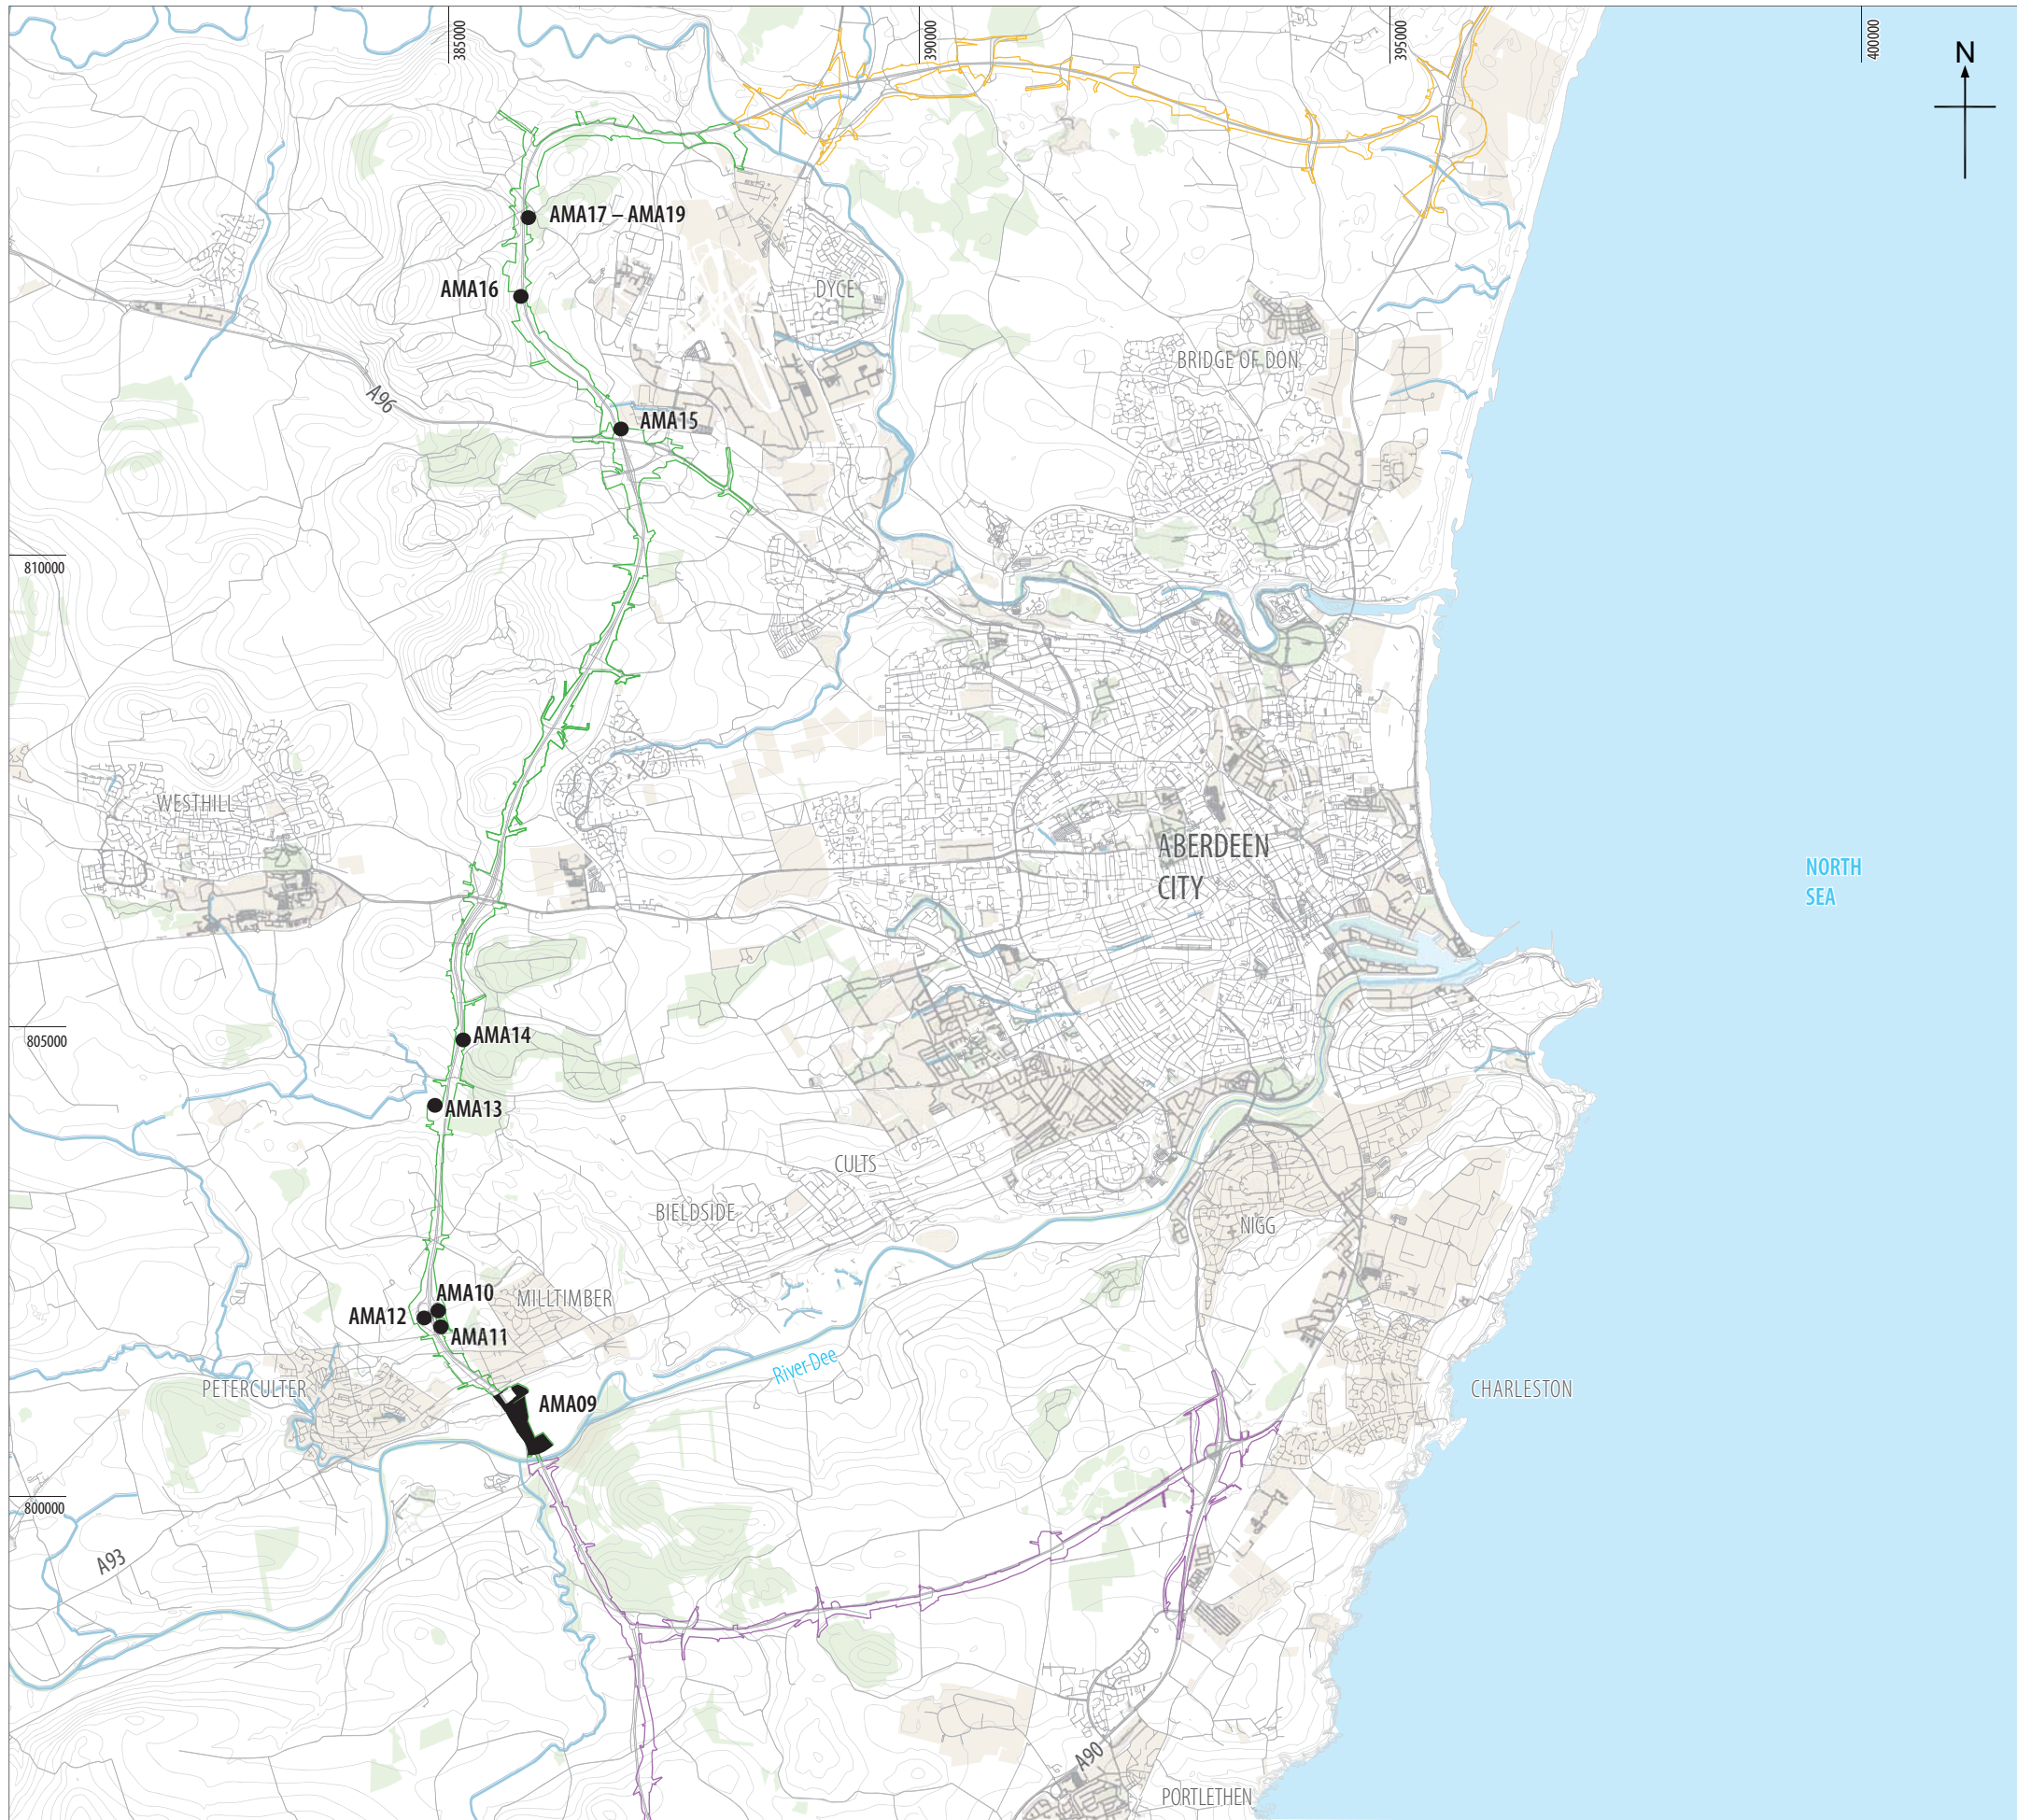 385000
390000
395000
400000
N
AMA17 – AMA19
AMA16
DYCE
BRIDGE OF DON
A96
AMA15
810000
WESTHILL
ABERDEEN
CITY
NORTH
SEA
AMA14
805000
AMA13
CULTS
BIELDSIDE
NIGG
AMA10
MILLTIMBER
AMA12
AMA11
River Dee
PETERCULTER
CHARLESTON
AMA09
800000
A93
A90
PORTLETHEN